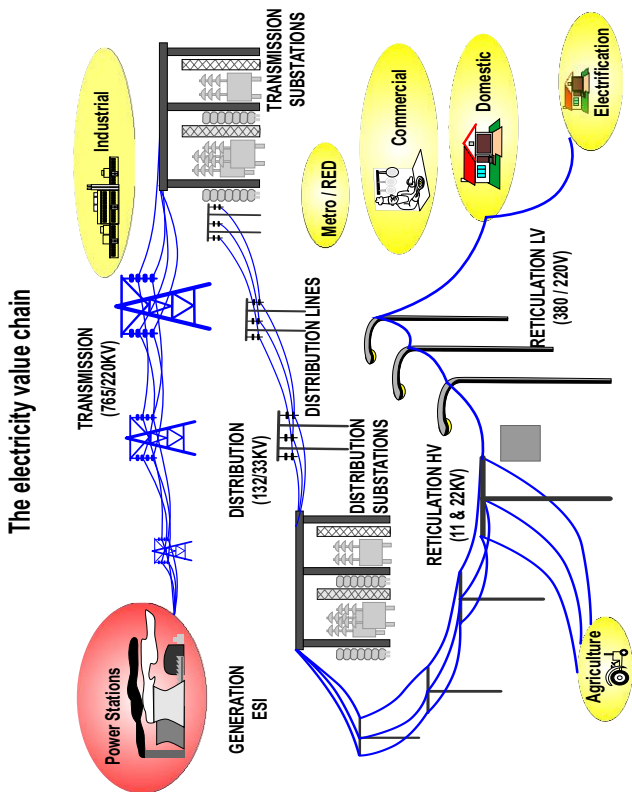 The electricity value chain
Power Stations
GENERATION
ESI
TRANSMISSION
(765/220KV)
Industrial
TRANSMISSION
SUBSTATIONS
DISTRIBUTION
(132/33KV)
DISTRIBUTION LINES
DISTRIBUTION
SUBSTATIONS
Metro / RED
Commercial
Domestic
Electrification
RETICULATION HV
(11 & 22KV)
RETICULATION LV
(380 / 220V)
Agriculture